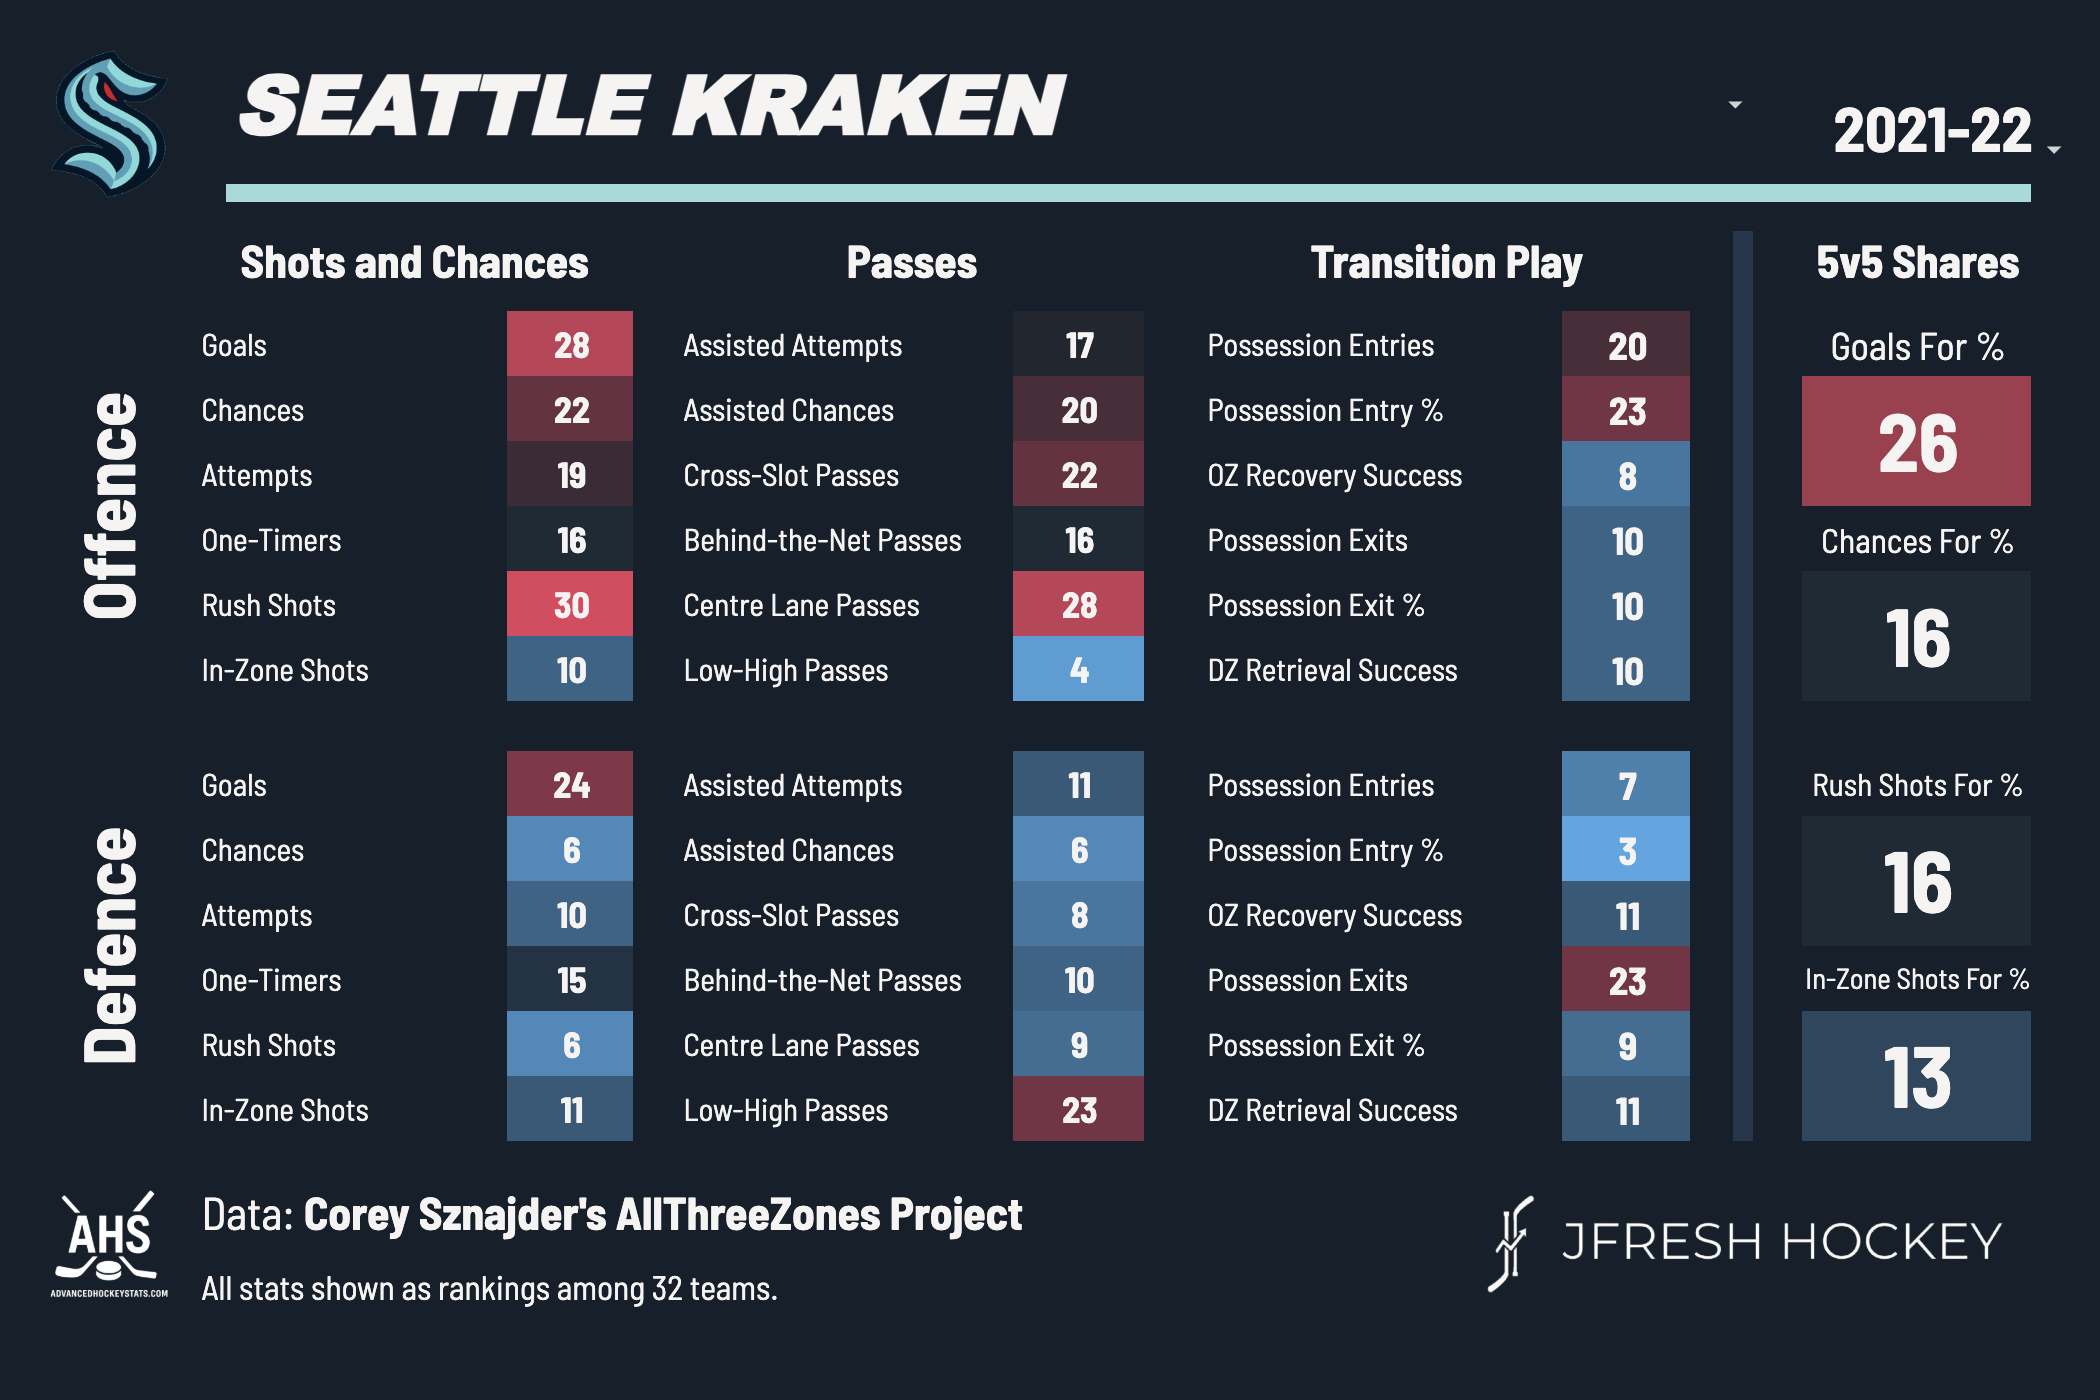 SEATTLE KRAKEN
2021-22
Shots and Chances
Passes
Transition Play
5v5 Shares
Offence
Goals 28
Chances 22
Attempts 19
One-Timers 16
Rush Shots 30
In-Zone Shots 10
Assisted Attempts 17
Assisted Chances 20
Cross-Slot Passes 22
Behind-the-Net Passes 16
Centre Lane Passes 28
Low-High Passes 4
Possession Entries 20
Possession Entry % 23
OZ Recovery Success 8
Possession Exits 10
Possession Exit % 10
DZ Retrieval Success 10
Goals For %
26
Chances For %
16
Defence
Goals 24
Chances 6
Attempts 10
One-Timers 15
Rush Shots 6
In-Zone Shots 11
Assisted Attempts 11
Assisted Chances 6
Cross-Slot Passes 8
Behind-the-Net Passes 10
Centre Lane Passes 9
Low-High Passes 23
Possession Entries 7
Possession Entry % 3
OZ Recovery Success 11
Possession Exits 23
Possession Exit % 9
DZ Retrieval Success 11
Rush Shots For %
16
In-Zone Shots For %
13
AHS
ADVANCEDHOCKEYSTATS.COM
Data: Corey Sznajder's AllThreeZones Project
All stats shown as rankings among 32 teams.
JFRESH HOCKEY